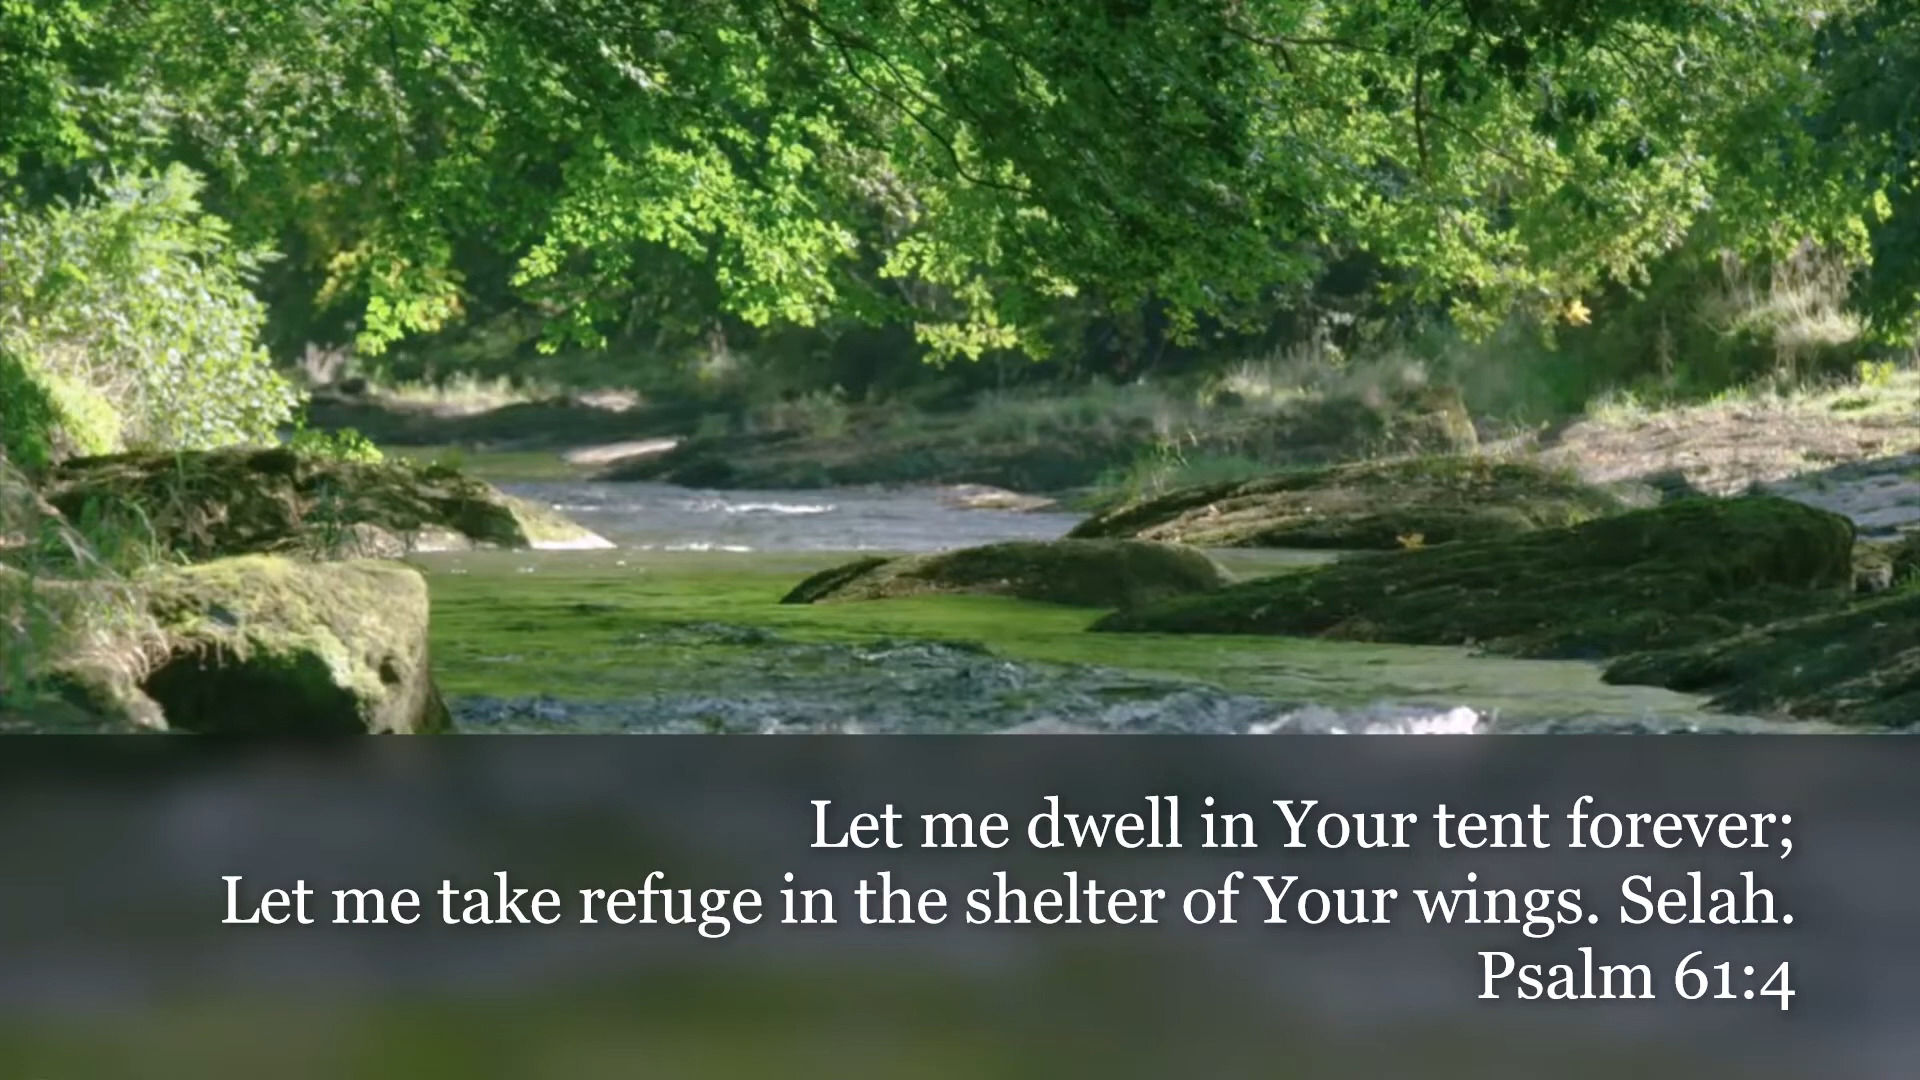 Let me dwell in Your tent forever;
Let me take refuge in the shelter of Your wings. Selah.
Psalm 61:4